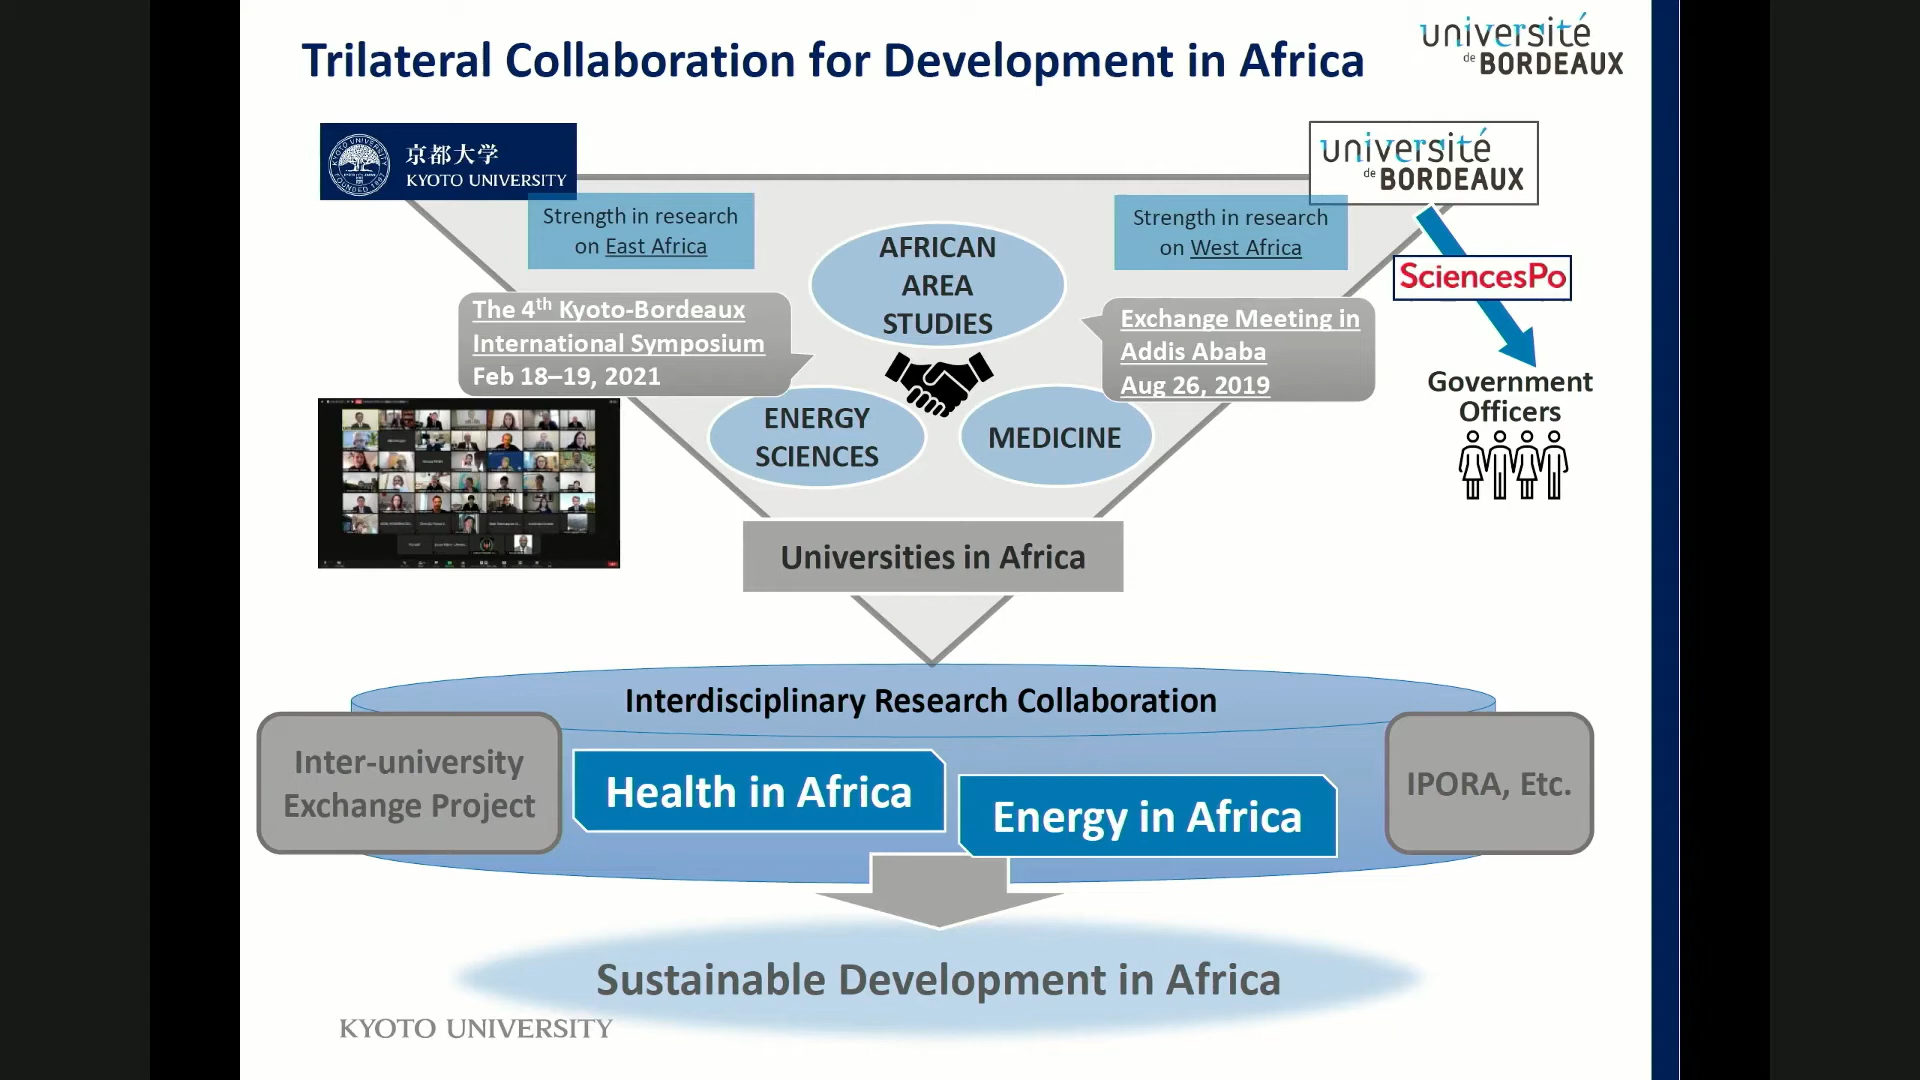 Trilateral Collaboration for Development in Africa
université
de BORDEAUX
京都大学
KYOTO UNIVERSITY
université
de BORDEAUX
Strength in research
on East Africa
Strength in research
on West Africa
AFRICAN
AREA
STUDIES
SciencesPo
The 4th Kyoto-Bordeaux
International Symposium
Feb 18–19, 2021
Exchange Meeting in
Addis Ababa
Aug 26, 2019
Government
Officers
ENERGY
SCIENCES
MEDICINE
Universities in Africa
Interdisciplinary Research Collaboration
Inter-university
Exchange Project
Health in Africa
Energy in Africa
IPORA, Etc.
Sustainable Development in Africa
KYOTO UNIVERSITY